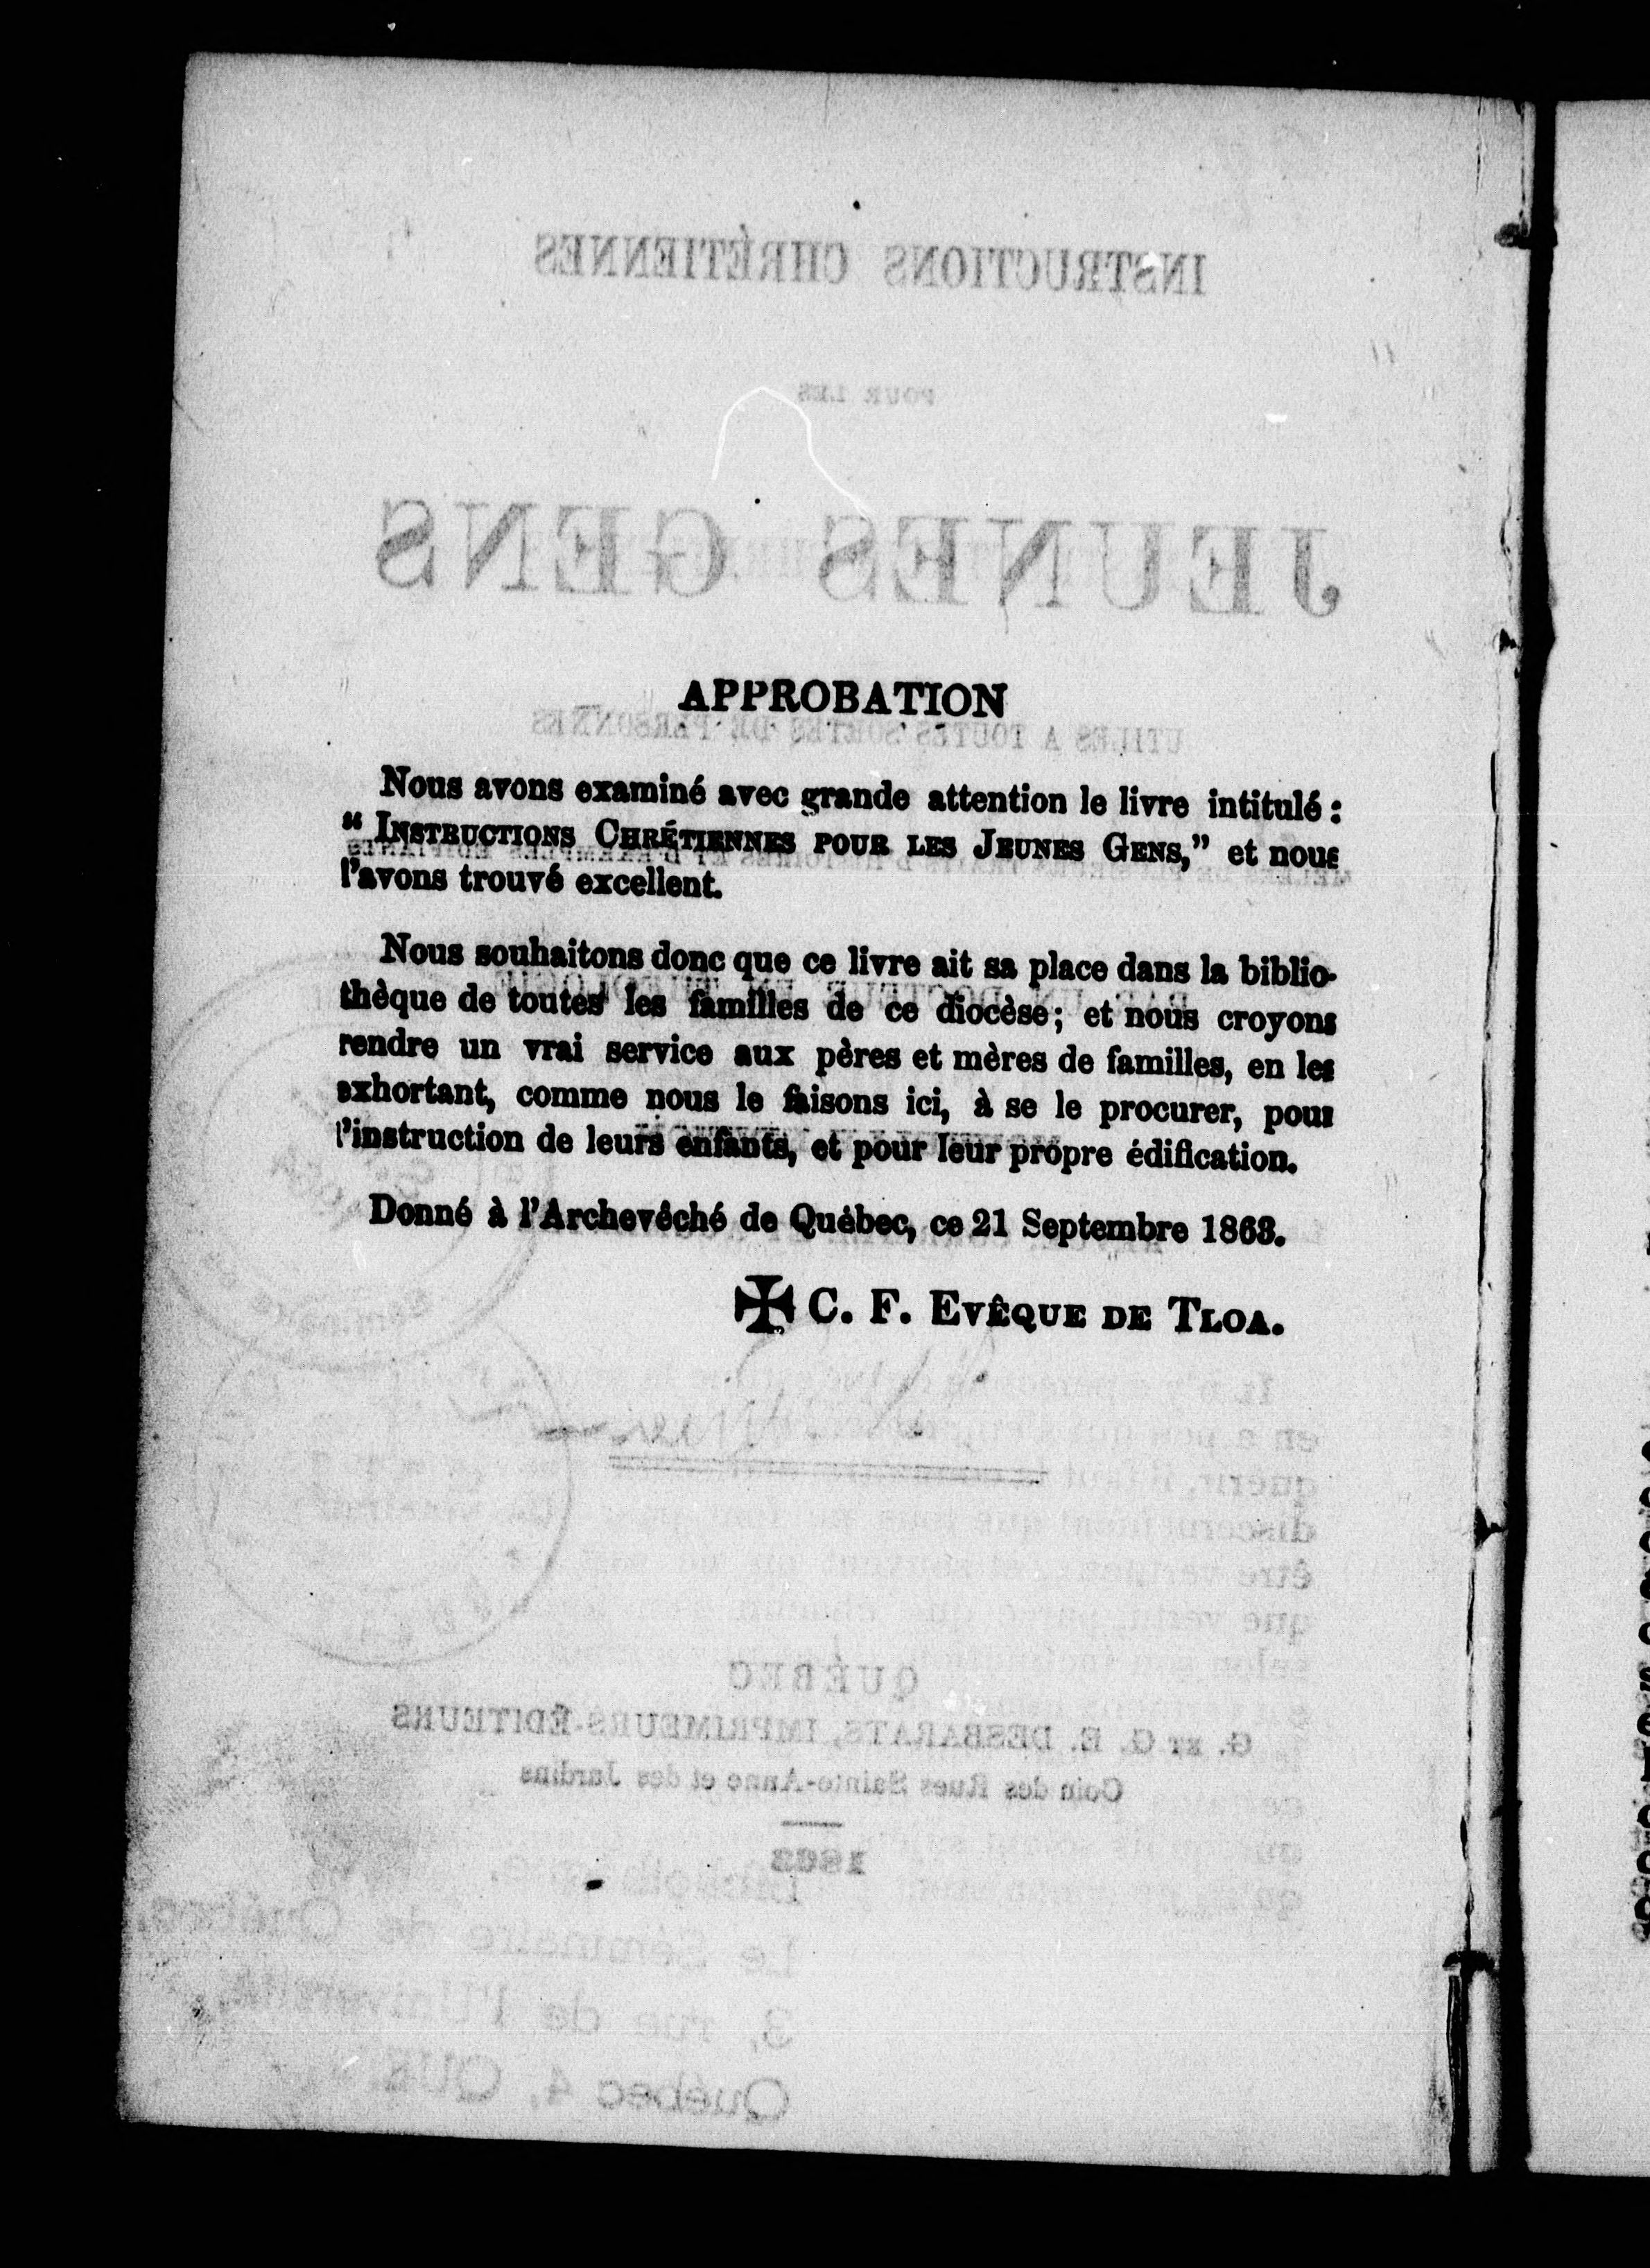 APPROBATION
Nous avons examiné avec grande attention le livre intitulé :
“ INSTRUCTIONS CHRÉTIENNES POUR LES JEUNES GENS,” et nous
l’avons trouvé excellent.
Nous souhaitons donc que ce livre ait sa place dans la biblio-
thèque de toutes les familles de ce diocèse; et nous croyons
rendre un vrai service aux pères et mères de familles, en les
exhortant, comme nous le faisons ici, à se le procurer, pour
l’instruction de leurs enfants, et pour leur propre édification.
Donné à l’Archevêché de Québec, ce 21 Septembre 1863.
✠ C. F. EVÊQUE DE TLOA.